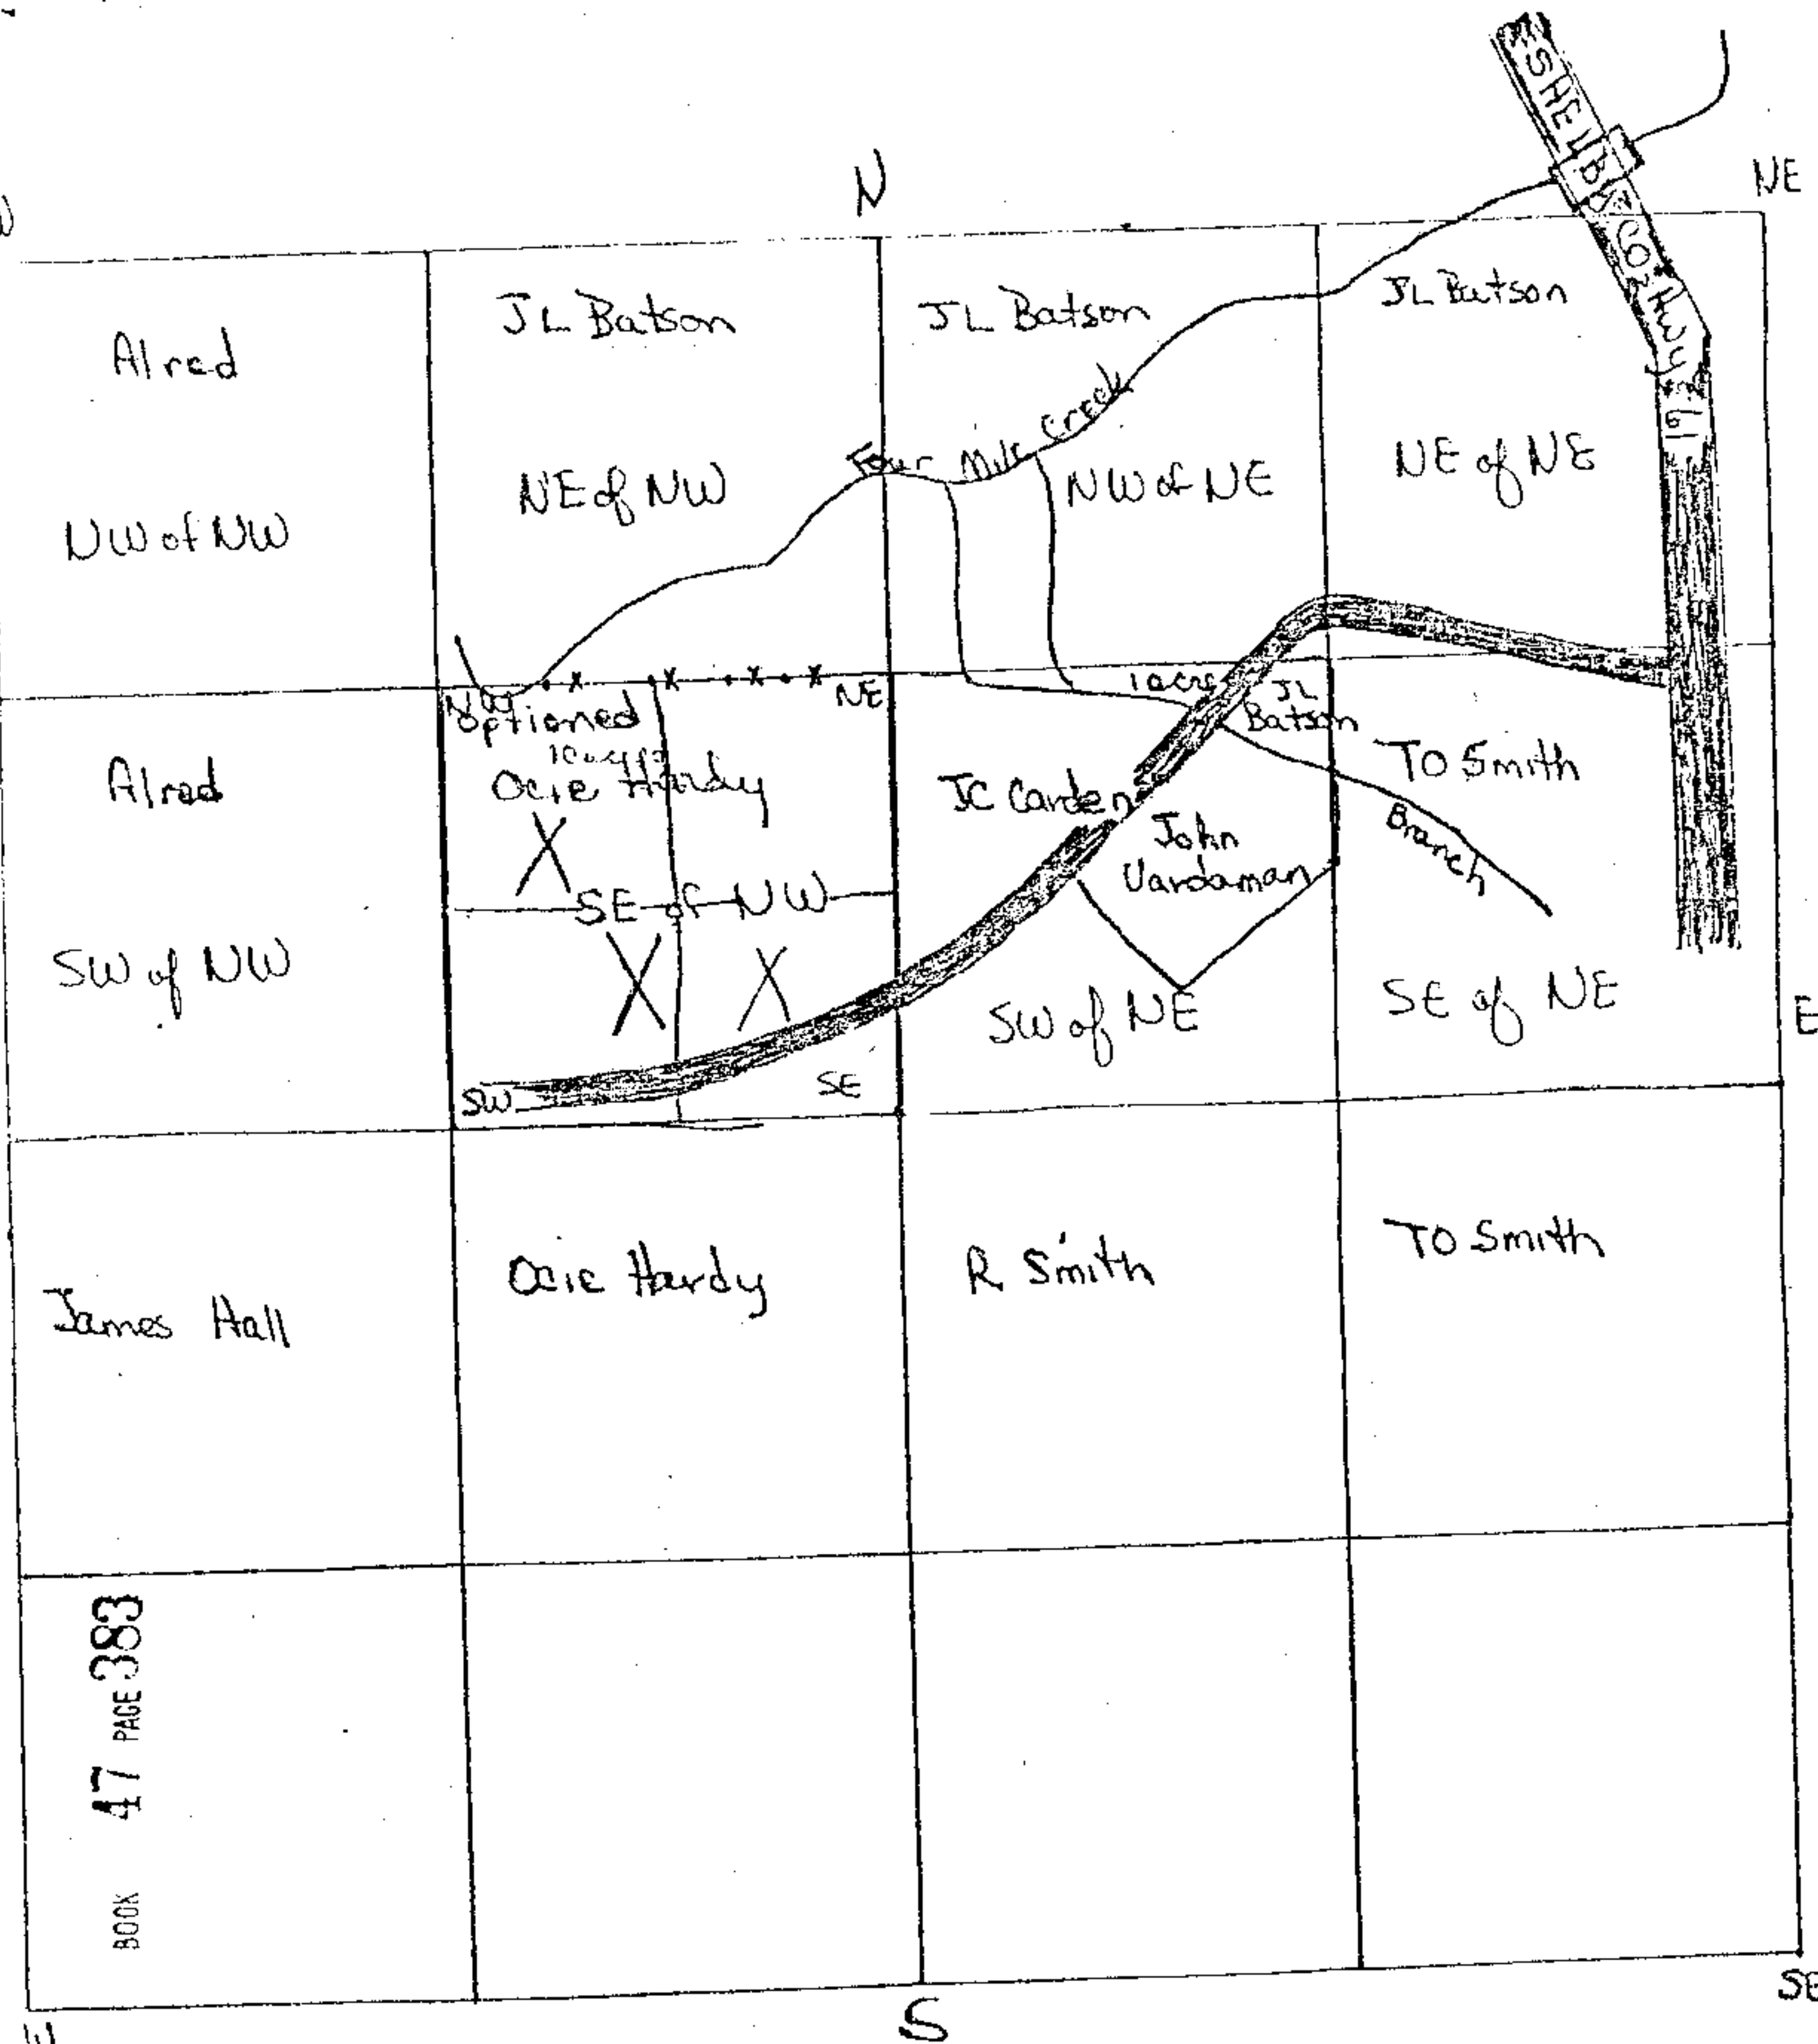 N
NE
SHELBY CO HWY 61
Alred
JL Batson
JL Batson
JL Batson
Four Mile Creek
NW of NW
NE of NW
NW of NE
NE of NE
NW
NE
1 acre
JL
Batson
optioned
Alred
Ocie Hardy
JC Carden
TO Smith
X
John
Vardaman
Branch
SE of NW
SW of NW
X
X
SW of NE
SE of NE
E
SW
SE
James Hall
Ocie Hardy
R Smith
TO Smith
BOOK 47 PAGE 383
S
SE